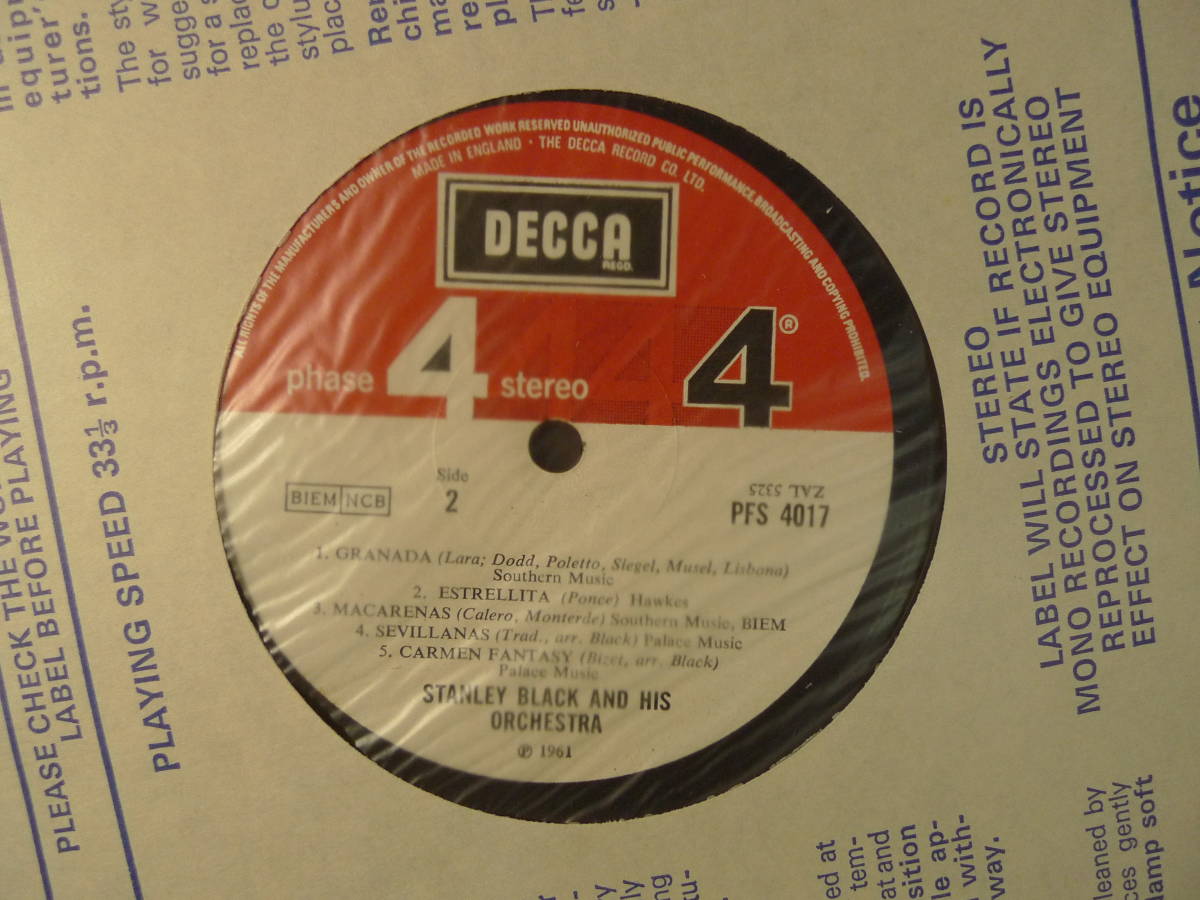 ALL RIGHTS OF THE MANUFACTURERS AND OWNER OF THE RECORDED WORK RESERVED UNAUTHORIZED PUBLIC PERFORMANCE, BROADCASTING AND COPYING PROHIBITED.
MADE IN ENGLAND · THE DECCA RECORD CO. LTD.
DECCA
REGD.
phase 4 stereo
4®
BIEM NCB
Side
2
ZAL 5325
PFS 4017
1. GRANADA (Lara; Dodd, Poletto, Siegel, Musel, Lisbona)
Southern Music
2. ESTRELLITA (Ponce) Hawkes
3. MACARENAS (Calero, Monterde) Southern Music, BIEM
4. SEVILLANAS (Trad., arr. Black) Palace Music
5. CARMEN FANTASY (Bizet, arr. Black)
Palace Music
STANLEY BLACK AND HIS
ORCHESTRA
℗ 1961
PLEASE CHECK THE
LABEL BEFORE PLAYING
PLAYING SPEED 33⅓ r.p.m.
STEREO
LABEL WILL STATE IF RECORD IS
MONO RECORDINGS ELECTRONICALLY
REPROCESSED TO GIVE STEREO
EFFECT ON STEREO EQUIPMENT
Notice
equip
turer
tions.
The sty
for w
sugge
for a s
replac
the
stylu
plac
leaned by
ces gently
lamp soft
ed at
tem-
at and
sition
le ap-
with-
way.